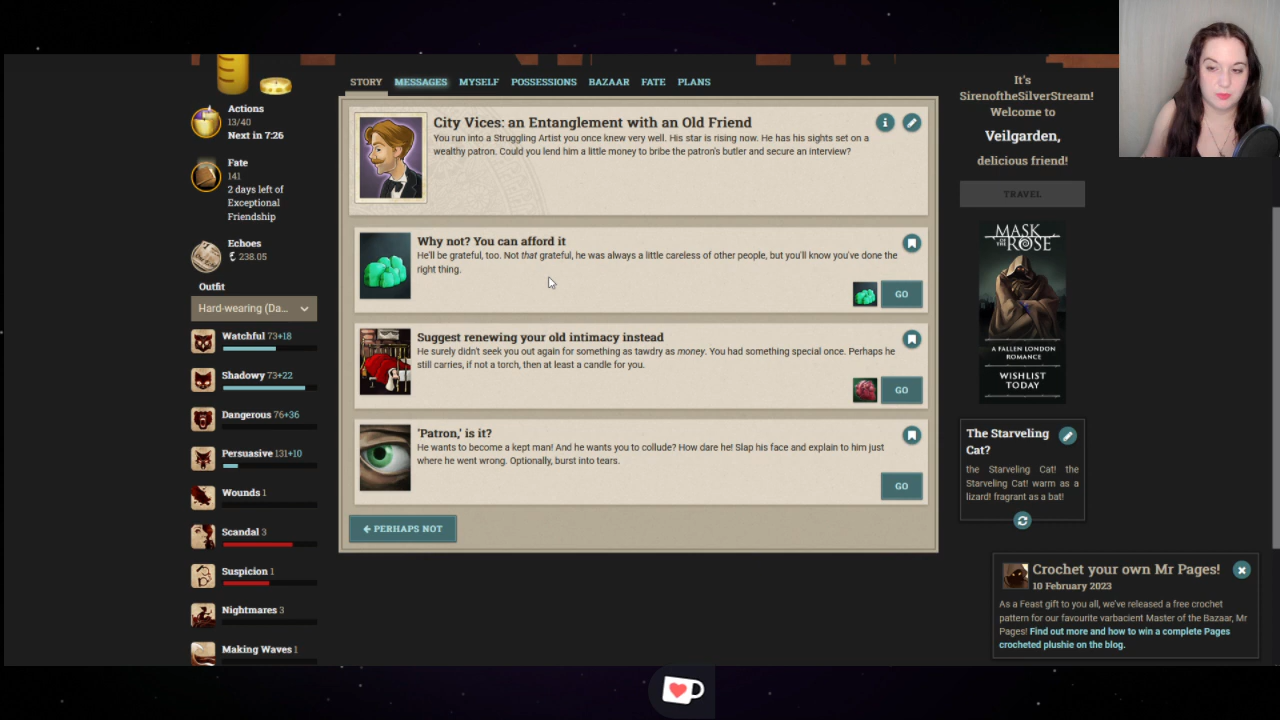 Actions
13/40
Next in 7:26
Fate
141
2 days left of
Exceptional
Friendship
Echoes
238.05
Outfit
Hard-wearing (Da...
Watchful 73+18
Shadowy 73+22
Dangerous 76+36
Persuasive 131+10
Wounds 1
Scandal 3
Suspicion 1
Nightmares 3
Making Waves 1
STORY MESSAGES MYSELF POSSESSIONS BAZAAR FATE PLANS
City Vices: an Entanglement with an Old Friend
You run into a Struggling Artist you once knew very well. His star is rising now. He has his sights set on a
wealthy patron. Could you lend him a little money to bribe the patron's butler and secure an interview?
Why not? You can afford it
He'll be grateful, too. Not that grateful, he was always a little careless of other people, but you'll know you've done the
right thing.
GO
Suggest renewing your old intimacy instead
He surely didn't seek you out again for something as tawdry as money. You had something special once. Perhaps he
still carries, if not a torch, then at least a candle for you.
GO
'Patron,' is it?
He wants to become a kept man! And he wants you to collude? How dare he! Slap his face and explain to him just
where he went wrong. Optionally, burst into tears.
GO
PERHAPS NOT
It's
SirenoftheSilverStream!
Welcome to
Veilgarden,
delicious friend!
TRAVEL
MASK
OF THE
ROSE
A FALLEN LONDON
ROMANCE
WISHLIST
TODAY
The Starveling
Cat?
the Starveling Cat! the
Starveling Cat! warm as a
lizard! fragrant as a bat!
Crochet your own Mr Pages!
10 February 2023
As a Feast gift to you all, we've released a free crochet
pattern for our favourite varbacient Master of the Bazaar, Mr
Pages! Find out more and how to win a complete Pages
crocheted plushie on the blog.